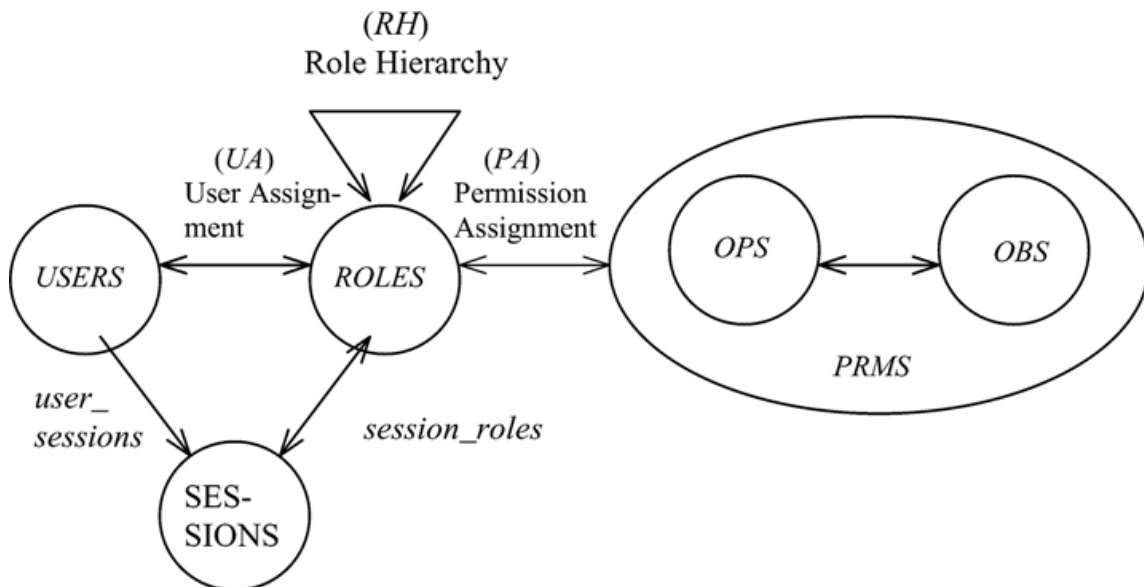 (RH)
Role Hierarchy
(UA)
User Assign-
ment
(PA)
Permission
Assignment
USERS
ROLES
OPS
OBS
PRMS
user_
sessions
session_roles
SES-
SIONS